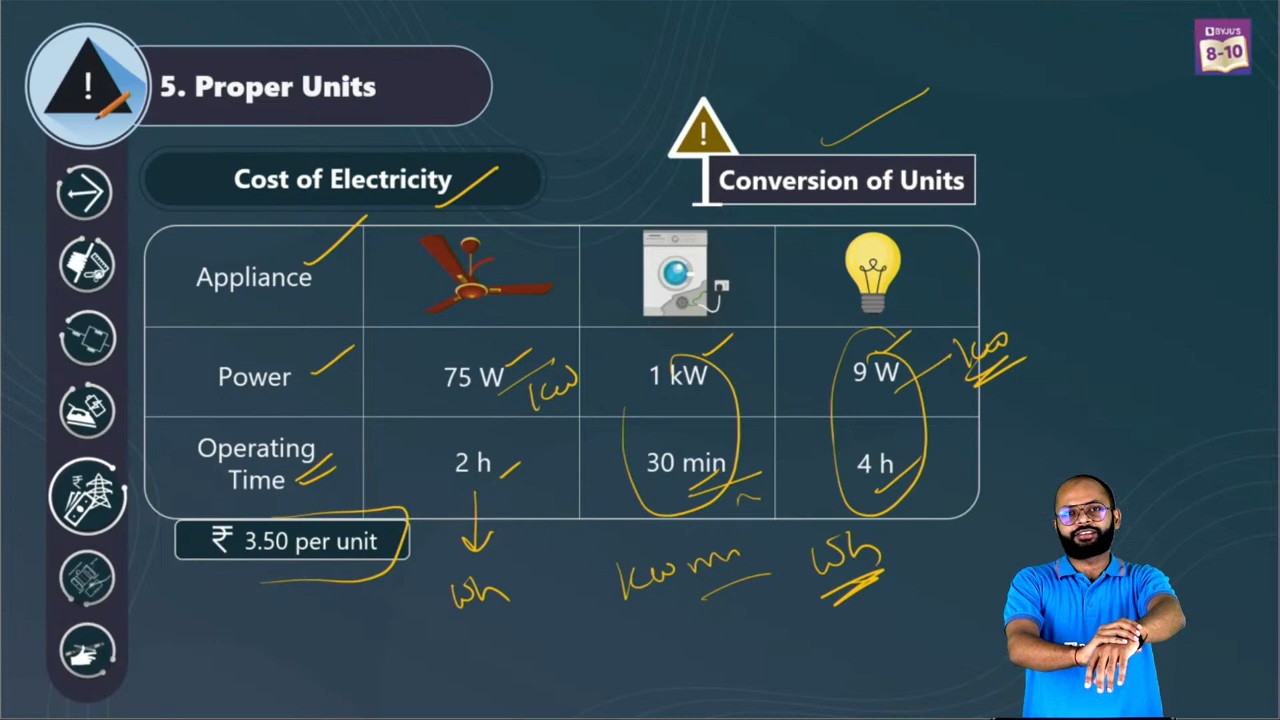 BYJU'S
8-10
5. Proper Units
Cost of Electricity
Conversion of Units
Appliance
Power
75 W
kw
1 kW
9 W
kw
Operating
Time
2 h
30 min
4 h
₹ 3.50 per unit
wh
kw min
wh